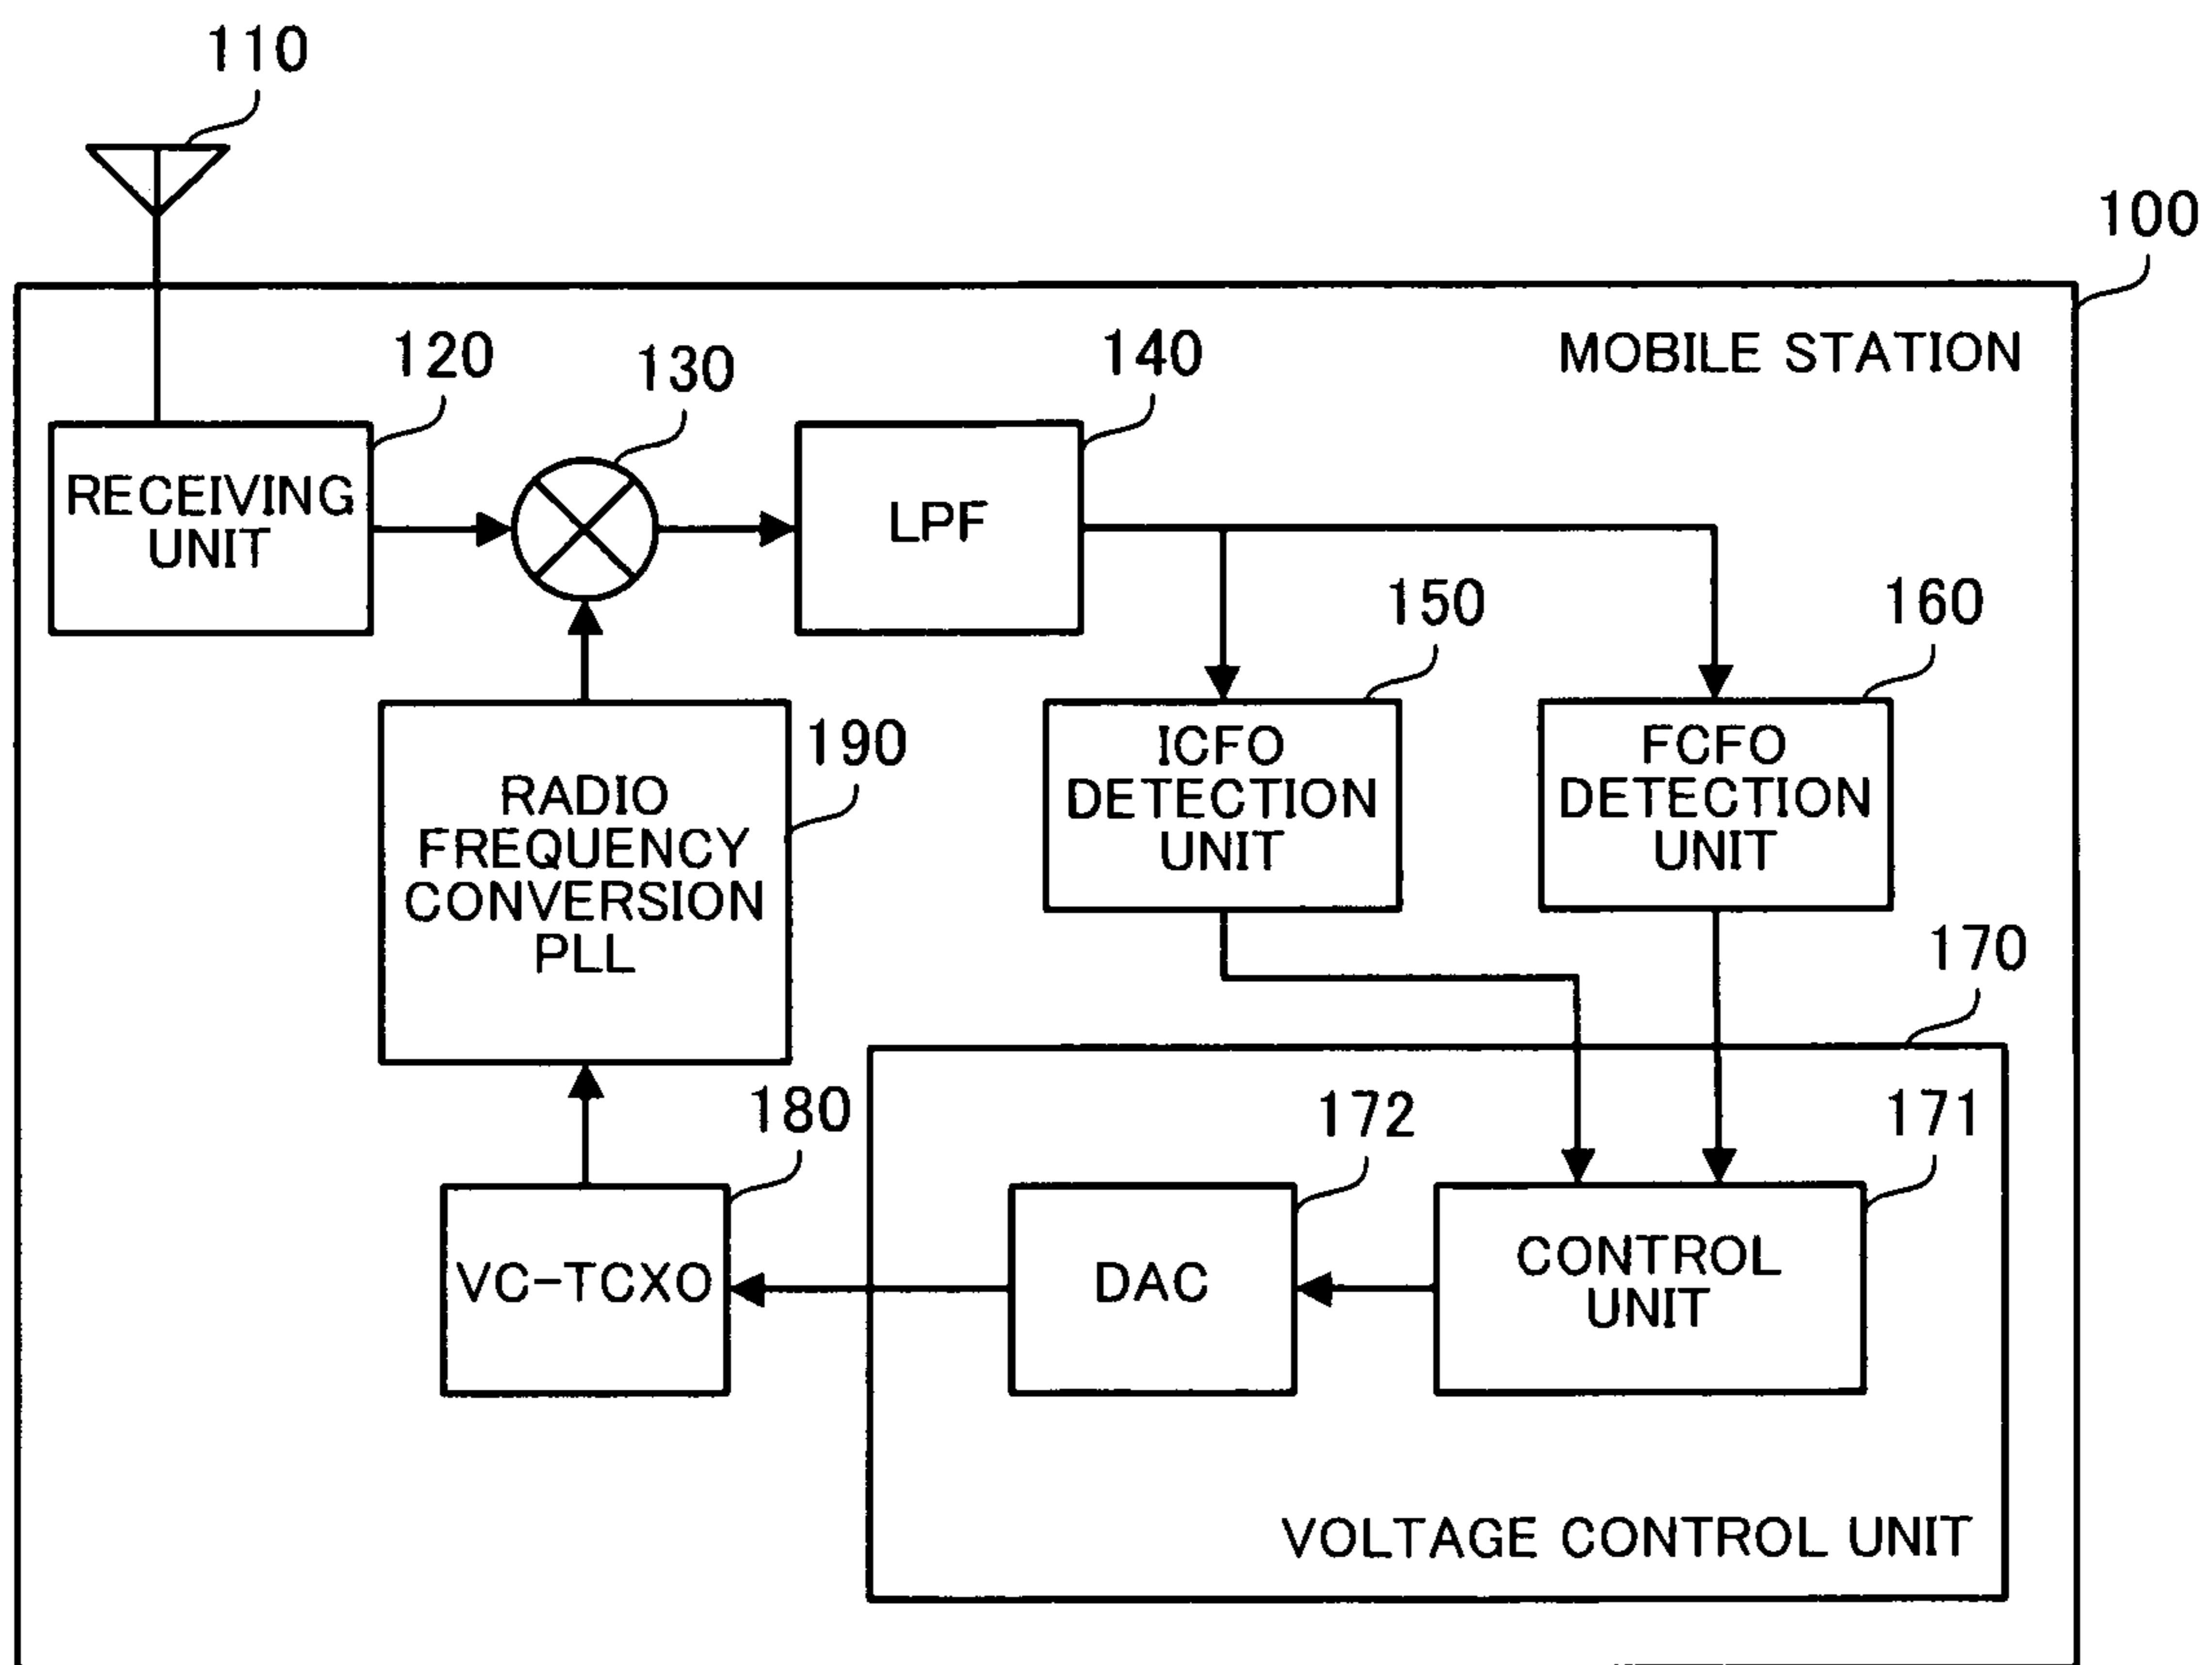 110
100
MOBILE STATION
120
130
140
RECEIVING
UNIT
LPF
150
160
190
RADIO
FREQUENCY
CONVERSION
PLL
ICFO
DETECTION
UNIT
FCFO
DETECTION
UNIT
170
180
172
171
VC-TCXO
DAC
CONTROL
UNIT
VOLTAGE CONTROL UNIT